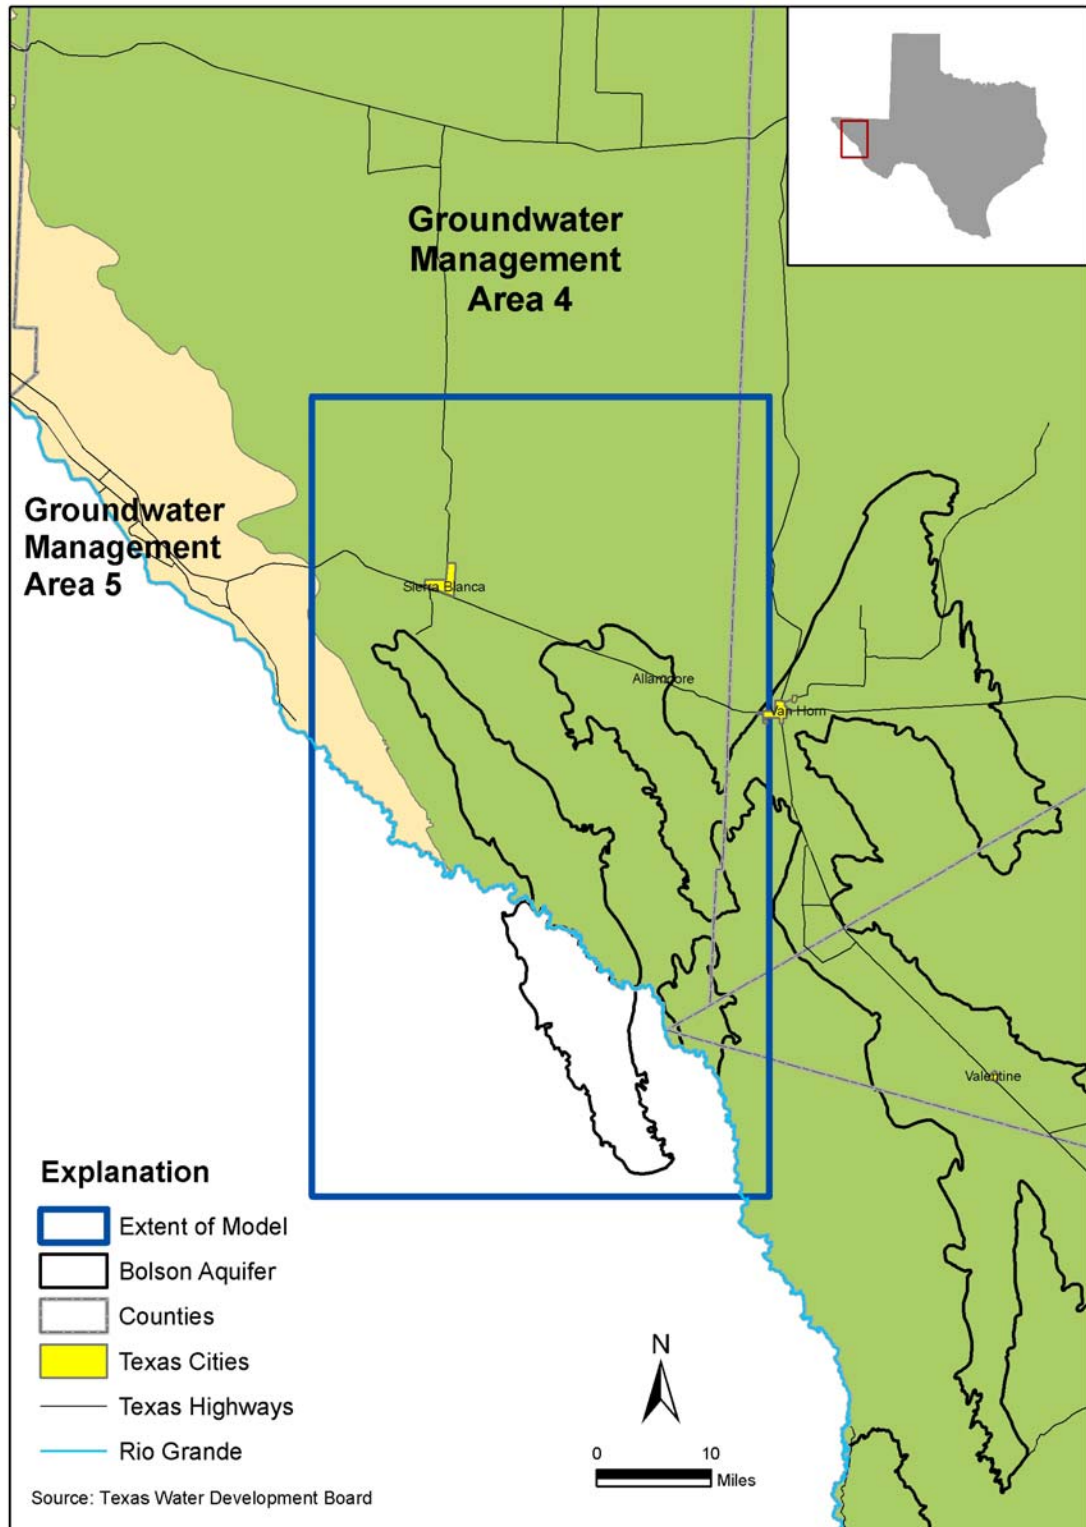 Groundwater
Management
Area 4
Groundwater
Management
Area 5
Sierra Blanca
Allamoore
Van Horn
Valentine
Explanation
Extent of Model
Bolson Aquifer
Counties
Texas Cities
Texas Highways
Rio Grande
N
0 10
Miles
Source: Texas Water Development Board